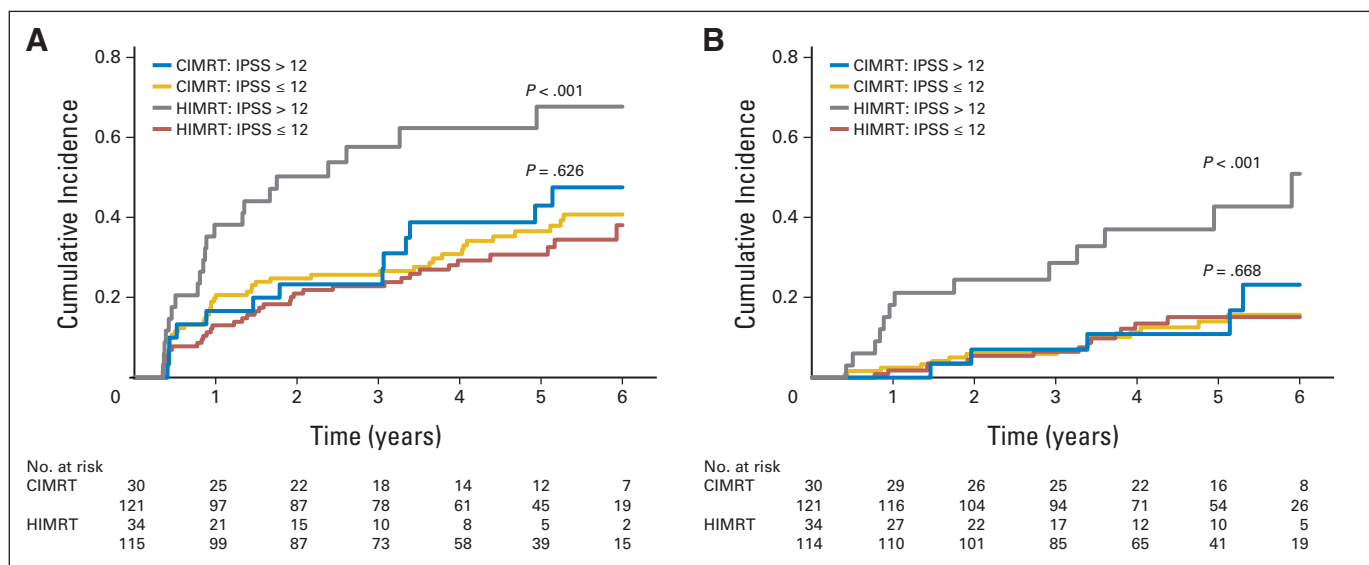 A
0.8
0.6
0.4
0.2
0
Cumulative Incidence
CIMRT: IPSS > 12
CIMRT: IPSS ≤ 12
HIMRT: IPSS > 12
HIMRT: IPSS ≤ 12
P < .001
P = .626
1 2 3 4 5 6
Time (years)
No. at risk
CIMRT 30 25 22 18 14 12 7
121 97 87 78 61 45 19
HIMRT 34 21 15 10 8 5 2
115 99 87 73 58 39 15
B
0.8
0.6
0.4
0.2
0
Cumulative Incidence
CIMRT: IPSS > 12
CIMRT: IPSS ≤ 12
HIMRT: IPSS > 12
HIMRT: IPSS ≤ 12
P < .001
P = .668
1 2 3 4 5 6
Time (years)
No. at risk
CIMRT 30 29 26 25 22 16 8
121 116 104 94 71 54 26
HIMRT 34 27 22 17 12 10 5
114 110 101 85 65 41 19